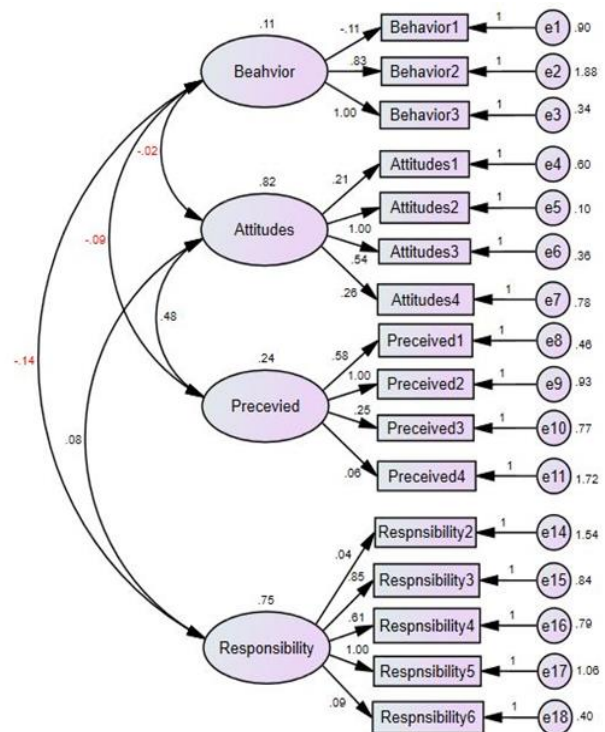 .11
Beahvior
-.11
.83
1.00
Behavior1
1
e1
.90
Behavior2
1
e2
1.88
Behavior3
1
e3
.34
-.02
.82
Attitudes
.21
1.00
.54
.26
Attitudes1
1
e4
.60
Attitudes2
1
e5
.10
Attitudes3
1
e6
.36
Attitudes4
1
e7
.78
-.09
.48
.24
Precevied
.58
1.00
.25
.06
Preceived1
1
e8
.46
Preceived2
1
e9
.93
Preceived3
1
e10
.77
Preceived4
1
e11
1.72
-.14
.08
.75
Responsibility
.04
.85
.61
1.00
.09
Respnsibility2
1
e14
1.54
Respnsibility3
1
e15
.84
Respnsibility4
1
e16
.79
Respnsibility5
1
e17
1.06
Respnsibility6
1
e18
.40